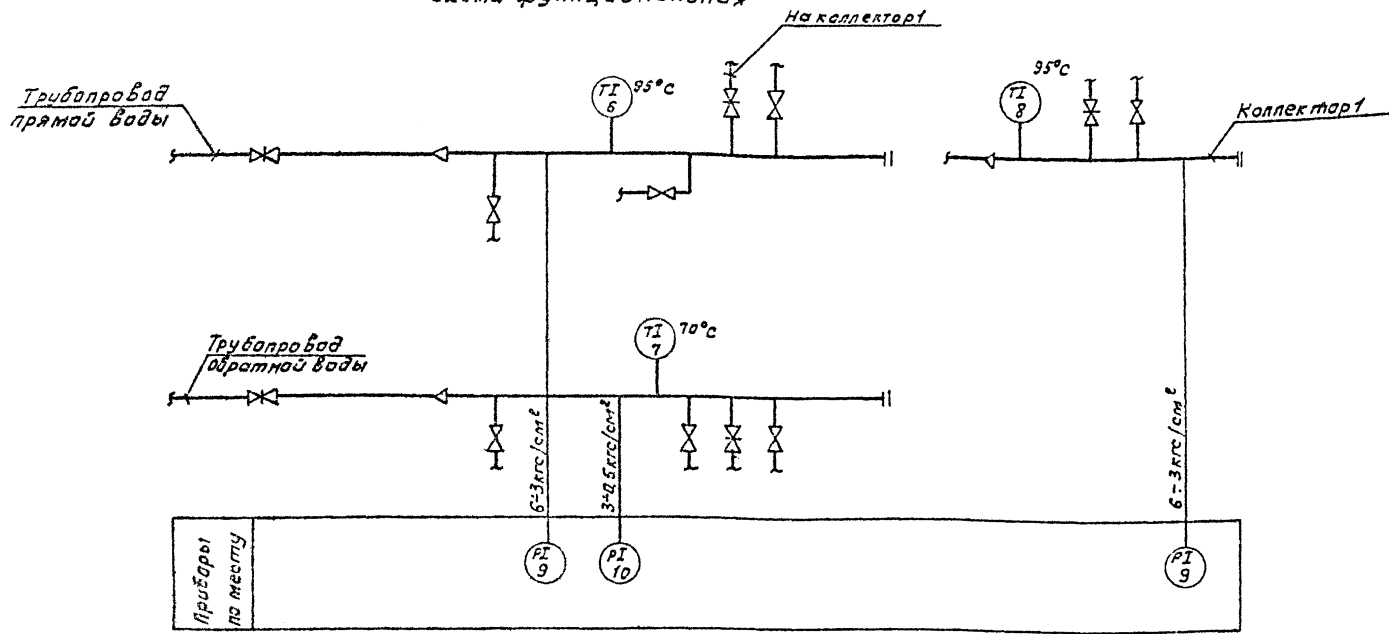 На коллектор1
Трубопровод
прямой воды
TI
6
95°C
95°C
TI
8
Коллектор1
Трубопровод
обратной воды
TI
7
70°C
6÷3кгс/см²
3÷0,5кгс/см²
6÷3кгс/см²
Приборы
по месту
PI
9
PI
10
PI
9